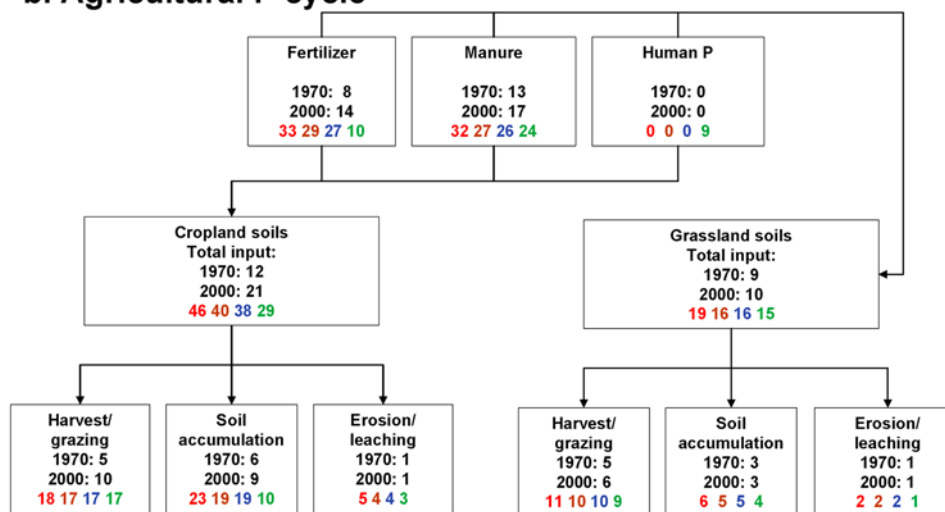 b. Agricultural P cycle
Fertilizer
1970: 8
2000: 14
33 29 27 10
Manure
1970: 13
2000: 17
32 27 26 24
Human P
1970: 0
2000: 0
0 0 0 9
Cropland soils
Total input:
1970: 12
2000: 21
46 40 38 29
Grassland soils
Total input:
1970: 9
2000: 10
19 16 16 15
Harvest/
grazing
1970: 5
2000: 10
18 17 17 17
Soil
accumulation
1970: 6
2000: 9
23 19 19 10
Erosion/
leaching
1970: 1
2000: 1
5 4 4 3
Harvest/
grazing
1970: 5
2000: 6
11 10 10 9
Soil
accumulation
1970: 3
2000: 3
6 5 5 4
Erosion/
leaching
1970: 1
2000: 1
2 2 2 1